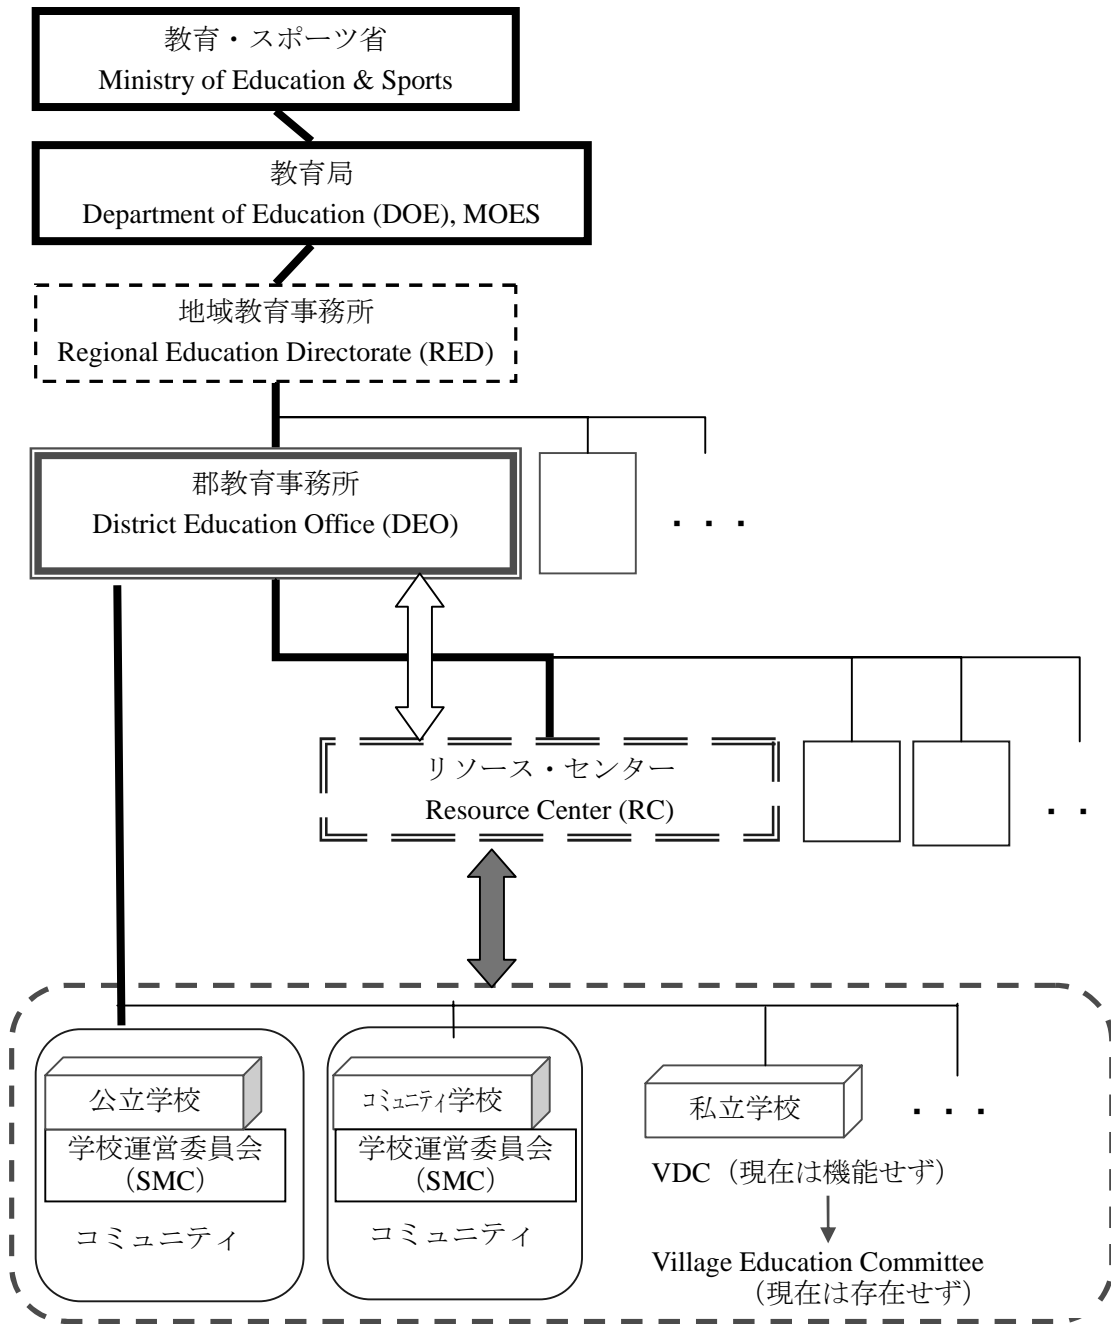 教育・スポーツ省
Ministry of Education & Sports
教育局
Department of Education (DOE), MOES
地域教育事務所
Regional Education Directorate (RED)
郡教育事務所
District Education Office (DEO)
・・・
リソース・センター
Resource Center (RC)
・・
公立学校
学校運営委員会
（SMC）
コミュニティ
コミュニティ学校
学校運営委員会
（SMC）
コミュニティ
私立学校
・・・
VDC（現在は機能せず）
Village Education Committee
（現在は存在せず）